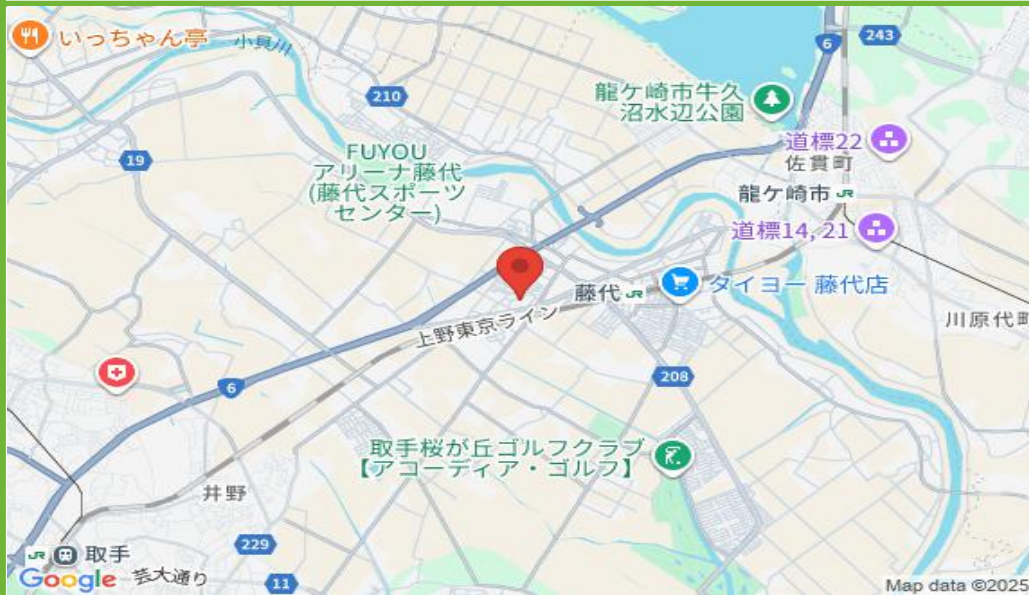 いっちゃん亭
小貝川
6
243
210
龍ケ崎市牛久
沼水辺公園
道標22
佐貫町
19
FUYOU
アリーナ藤代
(藤代スポーツ
センター)
龍ケ崎市 JR
道標14, 21
藤代 JR
タイヨー 藤代店
上野東京ライン
川原代町
6
208
取手桜が丘ゴルフクラブ
【アコーディア・ゴルフ】
井野
229
JR 取手
Google
芸大通り
11
Map data ©2025